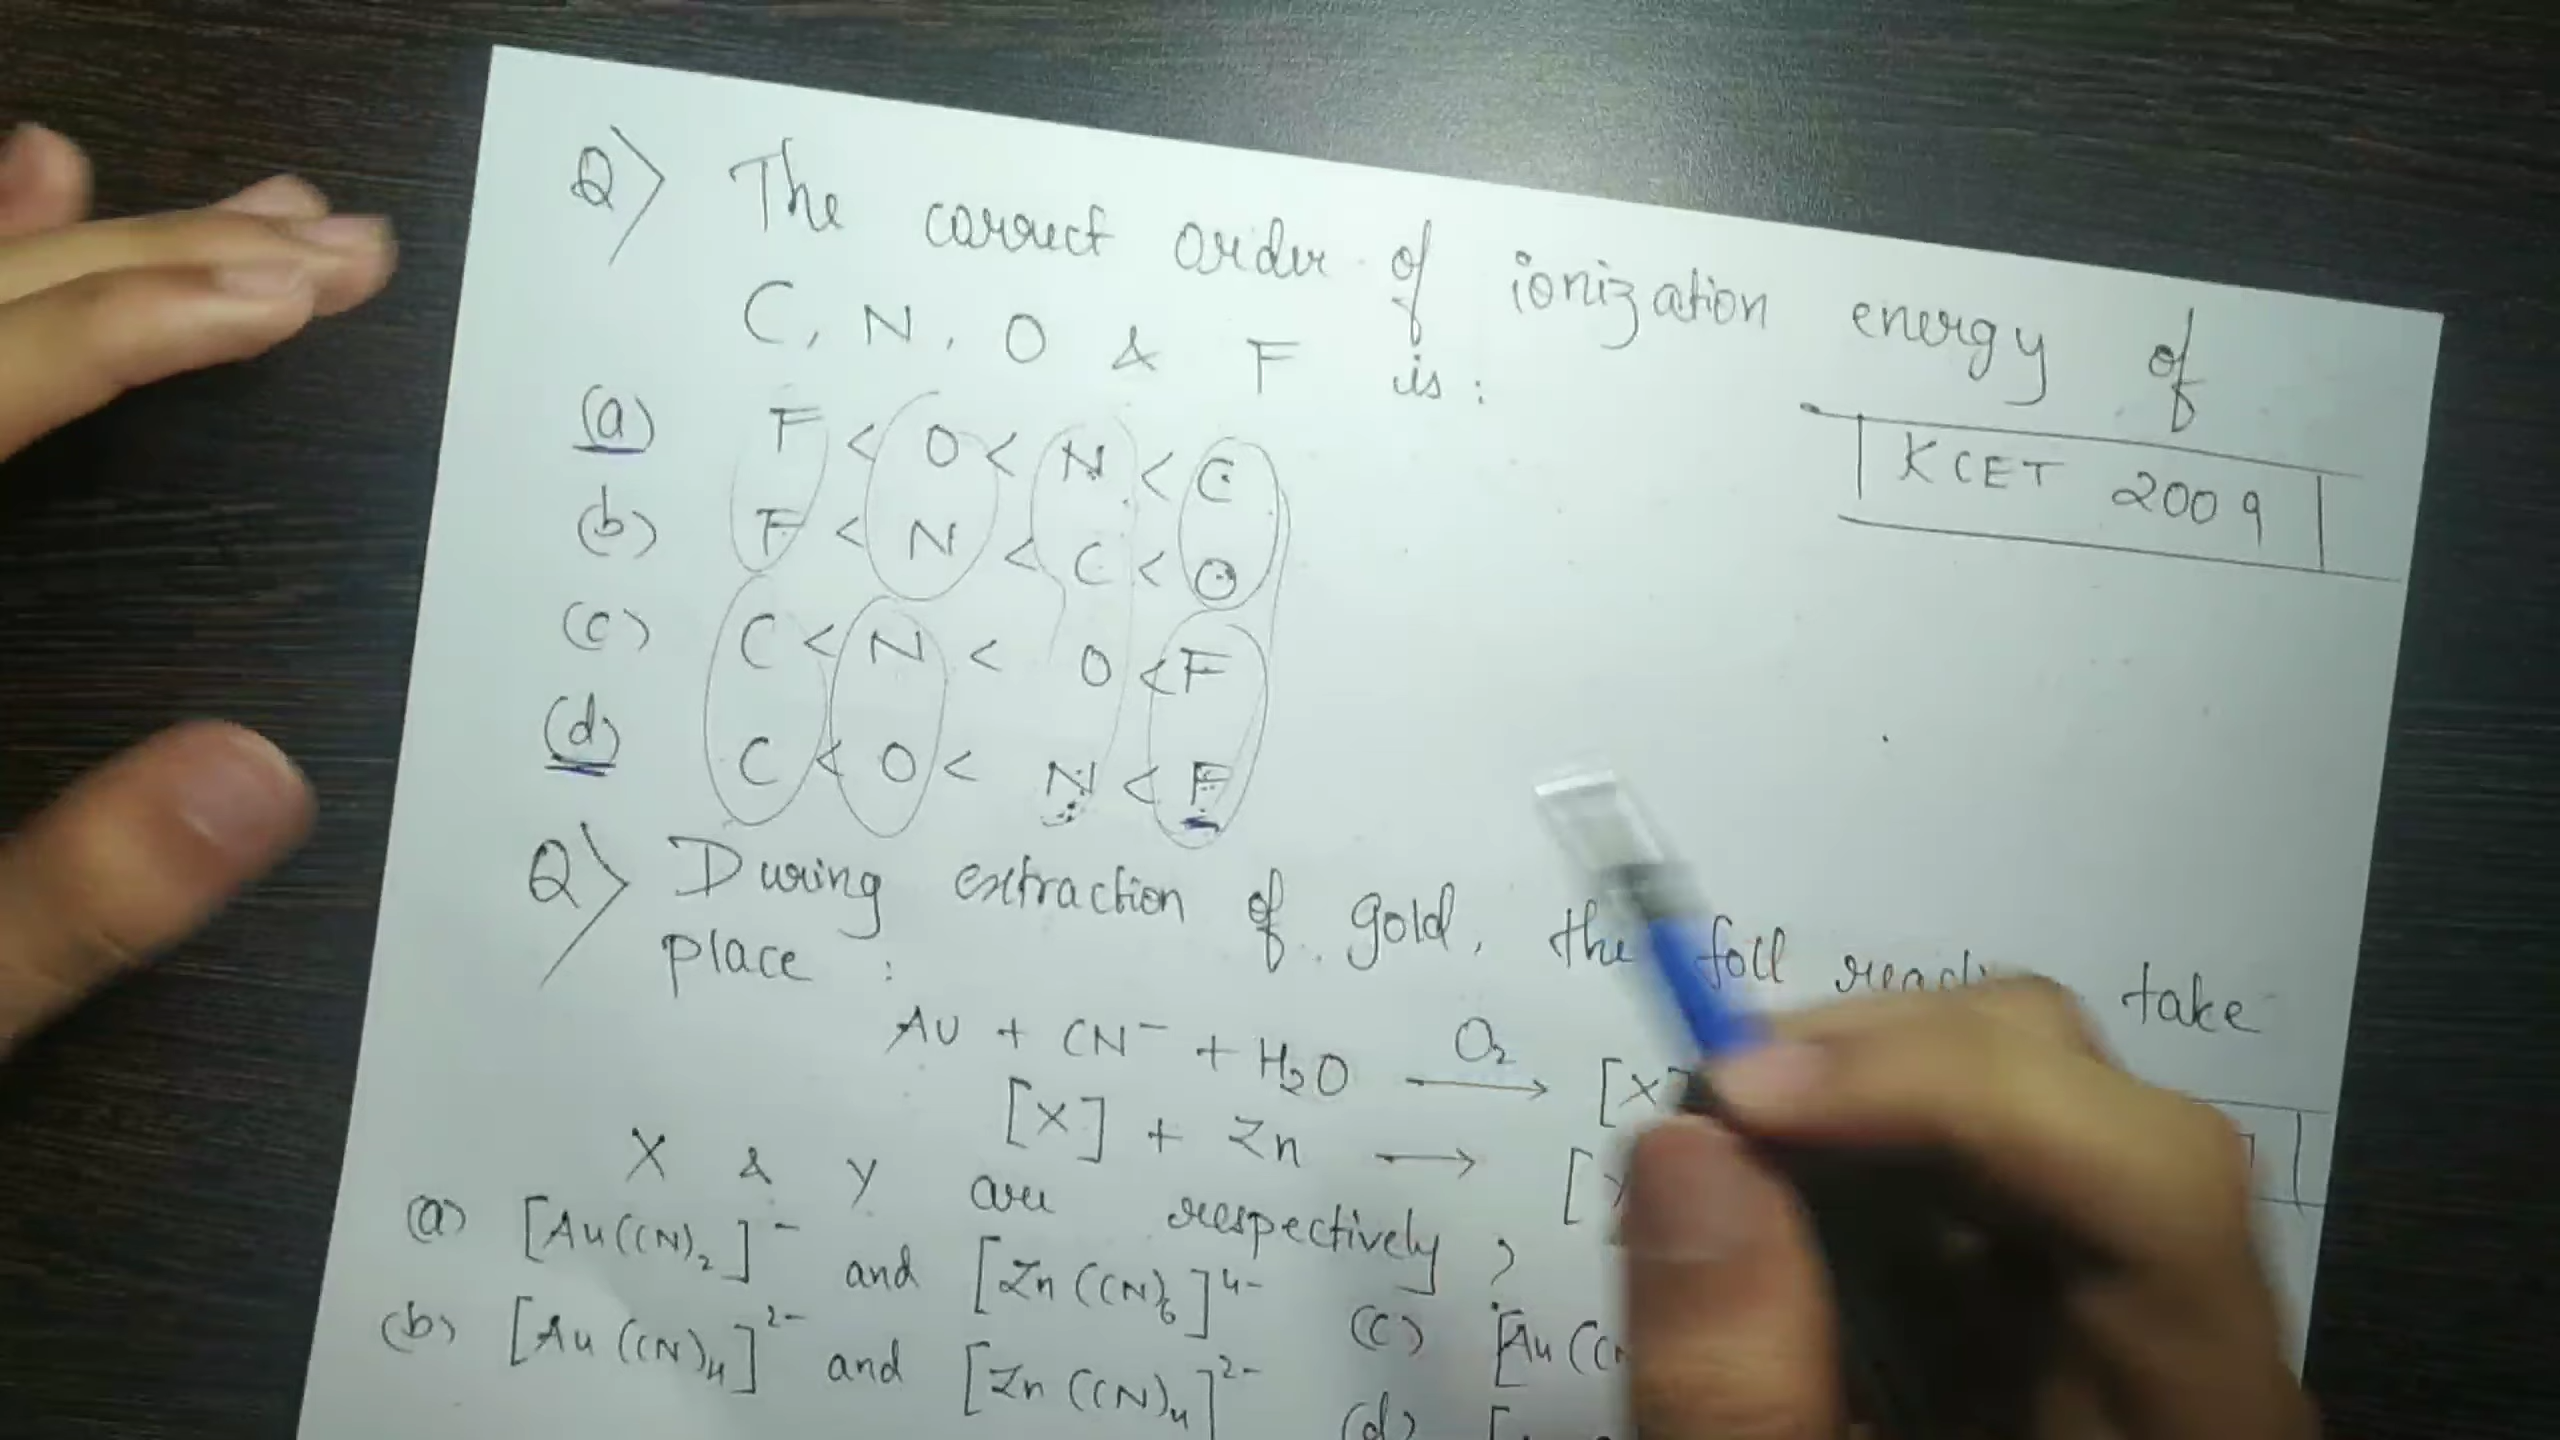 Q> The correct order of ionization energy of
C, N, O & F is:
KCET 2009
(a) F < O < N < C
(b) F < N < C < O
(c) C < N < O < F
(d) C < O < N < F
Q> During extraction of gold, the foll take
place :
Au + CN⁻ + H₂O —O₂→ [X]
[X] + Zn → [Y
X & Y are respectively ;
(a) [Au(CN)₂]⁻ and [Zn(CN)₆]⁴⁻
(b) [Au(CN)₄]²⁻ and [Zn(CN)₄]²⁻
(c) [Au(CN
(d) [